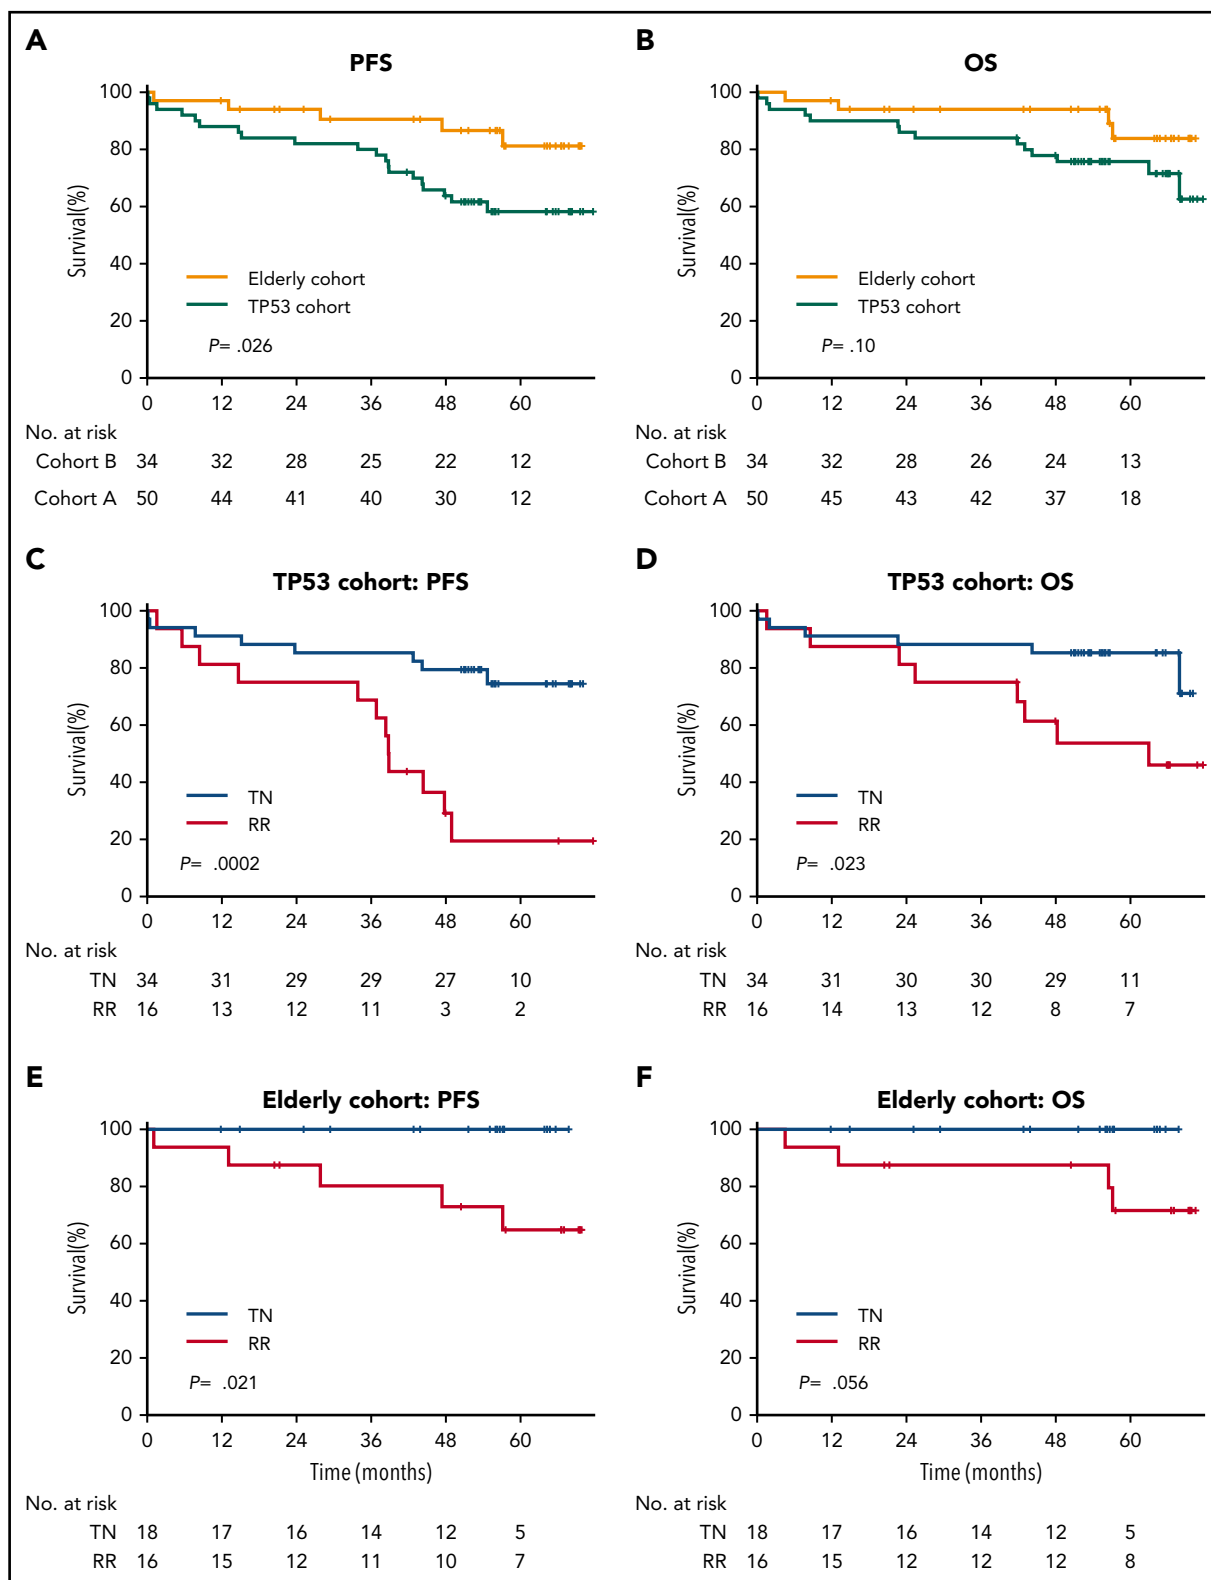 A
PFS
100
80
60
40
20
0
Survival(%)
Elderly cohort
TP53 cohort
P= .026
0 12 24 36 48 60
No. at risk
Cohort B 34 32 28 25 22 12
Cohort A 50 44 41 40 30 12
B
OS
100
80
60
40
20
0
Survival(%)
Elderly cohort
TP53 cohort
P= .10
0 12 24 36 48 60
No. at risk
Cohort B 34 32 28 26 24 13
Cohort A 50 45 43 42 37 18
C
TP53 cohort: PFS
100
80
60
40
20
0
Survival(%)
TN
RR
P= .0002
0 12 24 36 48 60
No. at risk
TN 34 31 29 29 27 10
RR 16 13 12 11 3 2
D
TP53 cohort: OS
100
80
60
40
20
0
Survival(%)
TN
RR
P= .023
0 12 24 36 48 60
No. at risk
TN 34 31 30 30 29 11
RR 16 14 13 12 8 7
E
Elderly cohort: PFS
100
80
60
40
20
0
Survival(%)
TN
RR
P= .021
0 12 24 36 48 60
Time (months)
No. at risk
TN 18 17 16 14 12 5
RR 16 15 12 11 10 7
F
Elderly cohort: OS
100
80
60
40
20
0
Survival(%)
TN
RR
P= .056
0 12 24 36 48 60
Time (months)
No. at risk
TN 18 17 16 14 12 5
RR 16 15 12 12 12 8